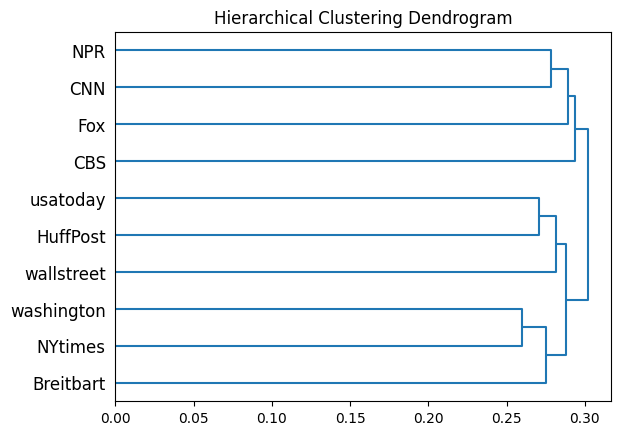 Hierarchical Clustering Dendrogram
NPR
CNN
Fox
CBS
usatoday
HuffPost
wallstreet
washington
NYtimes
Breitbart
0.00 0.05 0.10 0.15 0.20 0.25 0.30